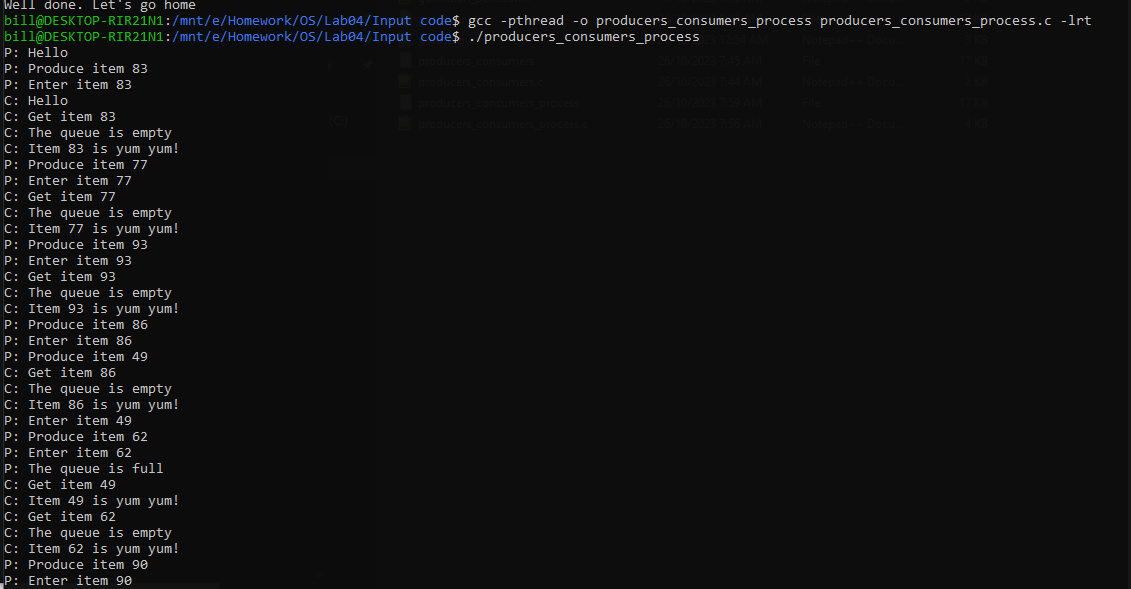 Well done. Let's go home
bill@DESKTOP-RIR21N1:/mnt/e/Homework/OS/Lab04/Input code$ gcc -pthread -o producers_consumers_process producers_consumers_process.c -lrt
bill@DESKTOP-RIR21N1:/mnt/e/Homework/OS/Lab04/Input code$ ./producers_consumers_process
P: Hello
P: Produce item 83
P: Enter item 83
C: Hello
C: Get item 83
C: The queue is empty
C: Item 83 is yum yum!
P: Produce item 77
P: Enter item 77
C: Get item 77
C: The queue is empty
C: Item 77 is yum yum!
P: Produce item 93
P: Enter item 93
C: Get item 93
C: The queue is empty
C: Item 93 is yum yum!
P: Produce item 86
P: Enter item 86
P: Produce item 49
C: Get item 86
C: The queue is empty
C: Item 86 is yum yum!
P: Enter item 49
P: Produce item 62
P: Enter item 62
P: The queue is full
C: Get item 49
C: Item 49 is yum yum!
C: Get item 62
C: The queue is empty
C: Item 62 is yum yum!
P: Produce item 90
P: Enter item 90